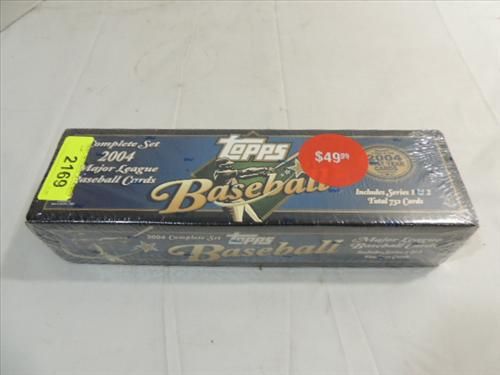 2169
Complete Set
2004
Major League
Baseball Cards
Topps
Baseball
$49.99
2004
CARDS
Includes Series 1 & 2
Total 732 Cards
2004 Complete Set
Topps
Baseball
Major League
Baseball Cards